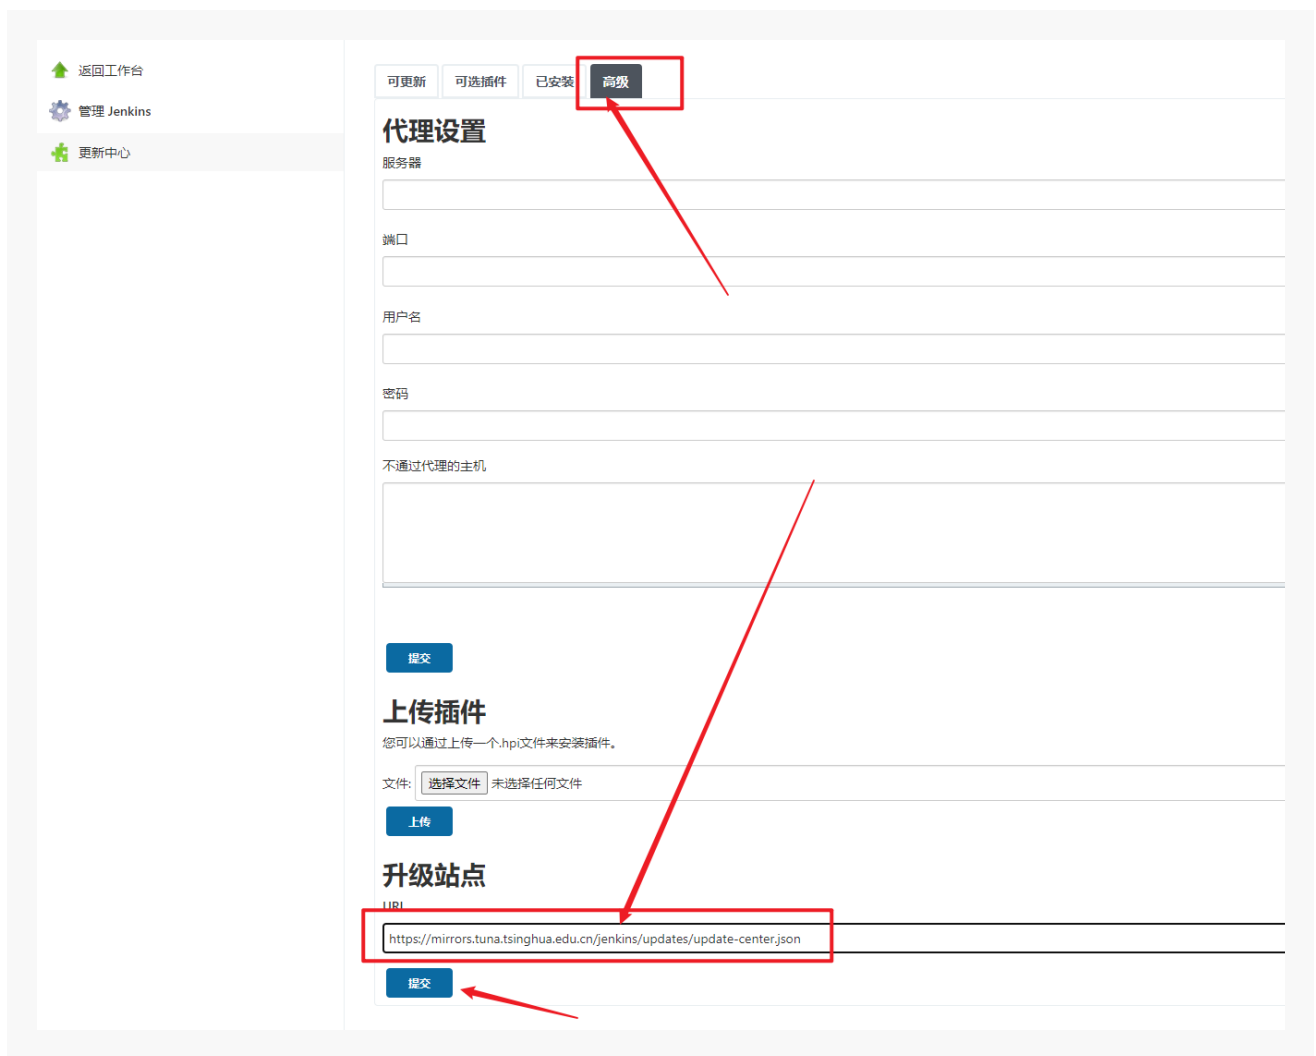 返回工作台
管理 Jenkins
更新中心
可更新 可选插件 已安装 高级
代理设置
服务器
端口
用户名
密码
不通过代理的主机
提交
上传插件
您可以通过上传一个.hpi文件来安装插件。
文件: 选择文件 未选择任何文件
上传
升级站点
URL
https://mirrors.tuna.tsinghua.edu.cn/jenkins/updates/update-center.json
提交